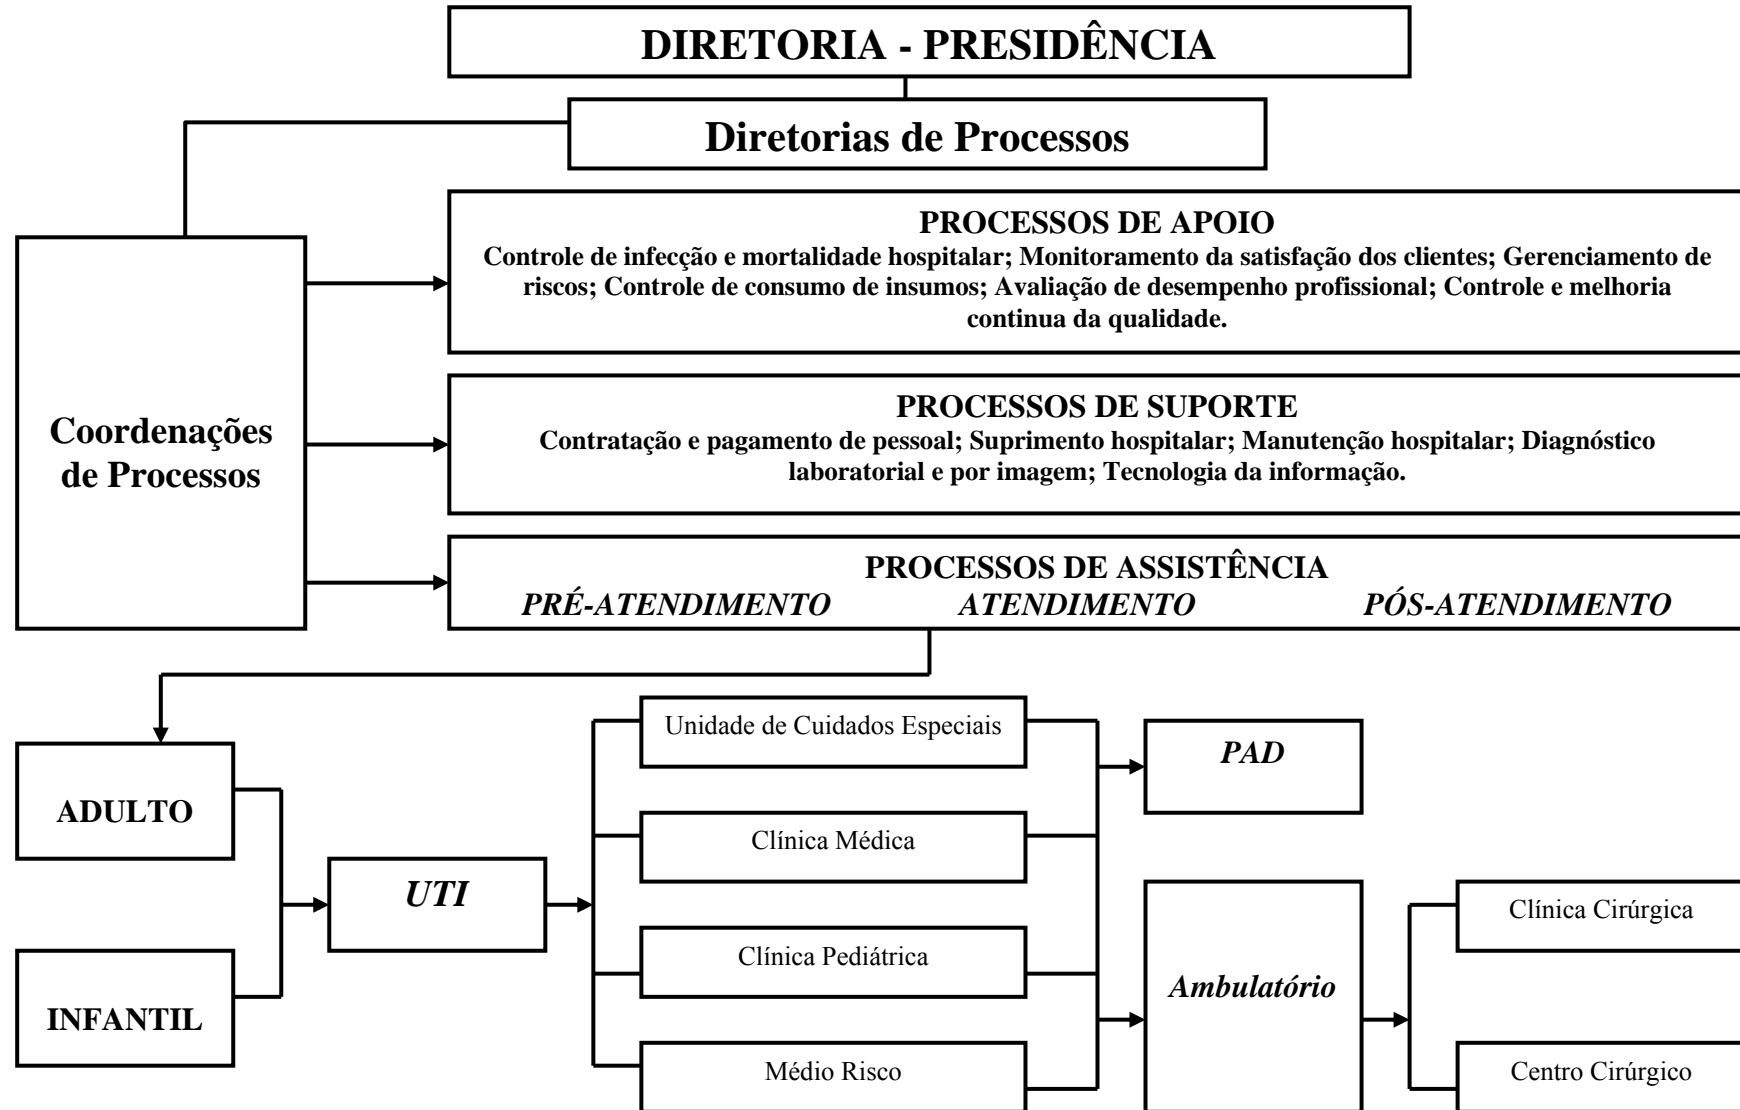 DIRETORIA - PRESIDÊNCIA
Diretorias de Processos
PROCESSOS DE APOIO
Controle de infecção e mortalidade hospitalar; Monitoramento da satisfação dos clientes; Gerenciamento de
riscos; Controle de consumo de insumos; Avaliação de desempenho profissional; Controle e melhoria
continua da qualidade.
Coordenações
de Processos
PROCESSOS DE SUPORTE
Contratação e pagamento de pessoal; Suprimento hospitalar; Manutenção hospitalar; Diagnóstico
laboratorial e por imagem; Tecnologia da informação.
PROCESSOS DE ASSISTÊNCIA
PRÉ-ATENDIMENTO ATENDIMENTO PÓS-ATENDIMENTO
Unidade de Cuidados Especiais
PAD
ADULTO
Clínica Médica
UTI
Clínica Cirúrgica
Clínica Pediátrica
Ambulatório
INFANTIL
Médio Risco
Centro Cirúrgico